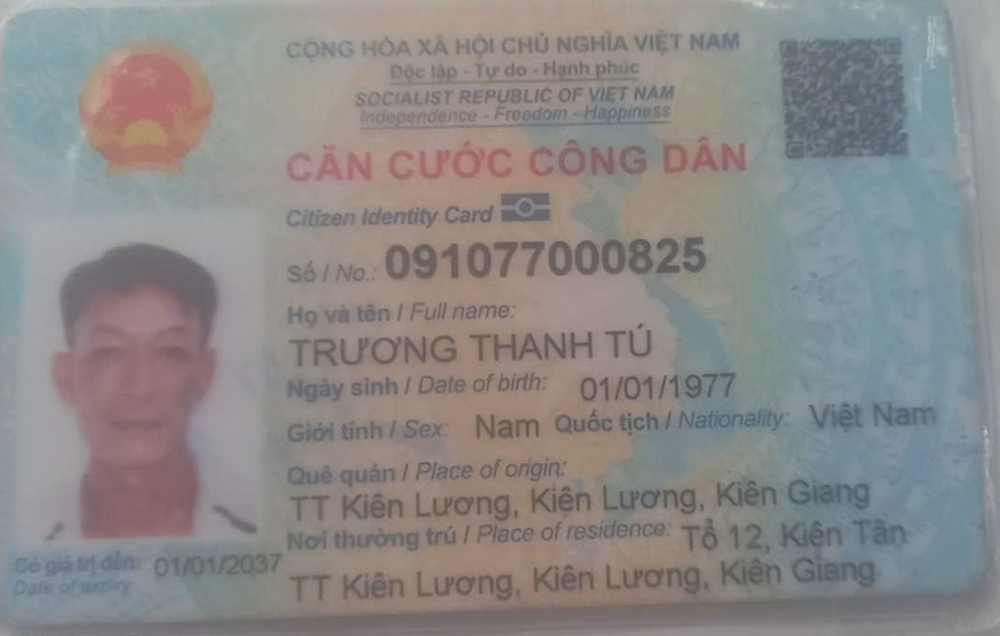 CỘNG HÒA XÃ HỘI CHỦ NGHĨA VIỆT NAM
Độc lập - Tự do - Hạnh phúc
SOCIALIST REPUBLIC OF VIET NAM
Independence - Freedom - Happiness
CĂN CƯỚC CÔNG DÂN
Citizen Identity Card
Số / No.: 091077000825
Họ và tên / Full name:
TRƯƠNG THANH TÚ
Ngày sinh / Date of birth: 01/01/1977
Giới tính / Sex: Nam Quốc tịch / Nationality: Việt Nam
Quê quán / Place of origin:
TT Kiên Lương, Kiên Lương, Kiên Giang
Nơi thường trú / Place of residence: Tổ 12, Kiên Tân
TT Kiên Lương, Kiên Lương, Kiên Giang
Có giá trị đến: 01/01/2037
Date of expiry